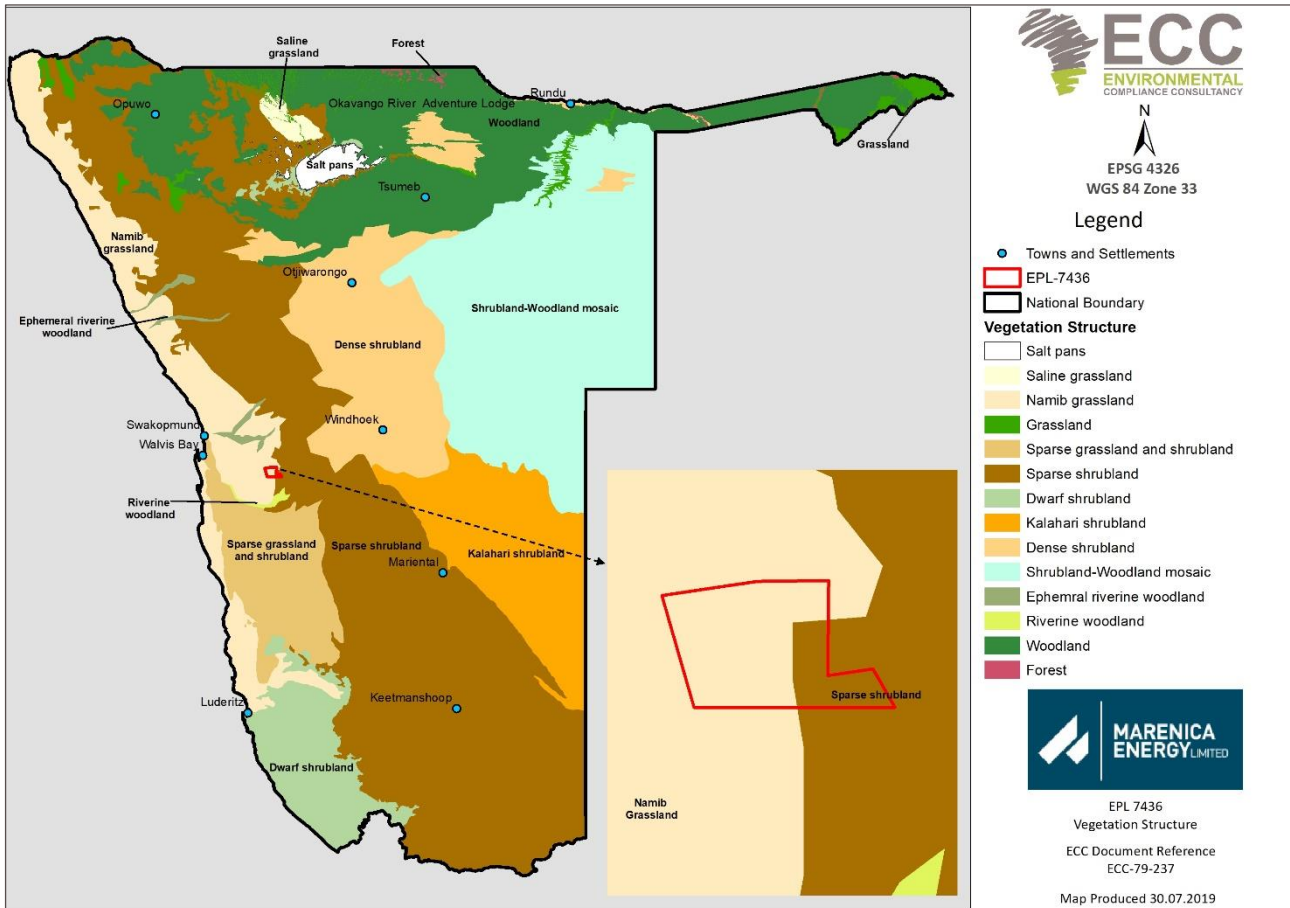 Saline
grassland
Forest
Opuwo
Okavango River Adventure Lodge
Rundu
Woodland
Grassland
Salt pans
Tsumeb
Namib
grassland
Otjiwarongo
Shrubland-Woodland mosaic
Ephemeral riverine
woodland
Dense shrubland
Swakopmund
Windhoek
Walvis Bay
Riverine
woodland
Sparse grassland
and shrubland
Sparse shrubland
Kalahari shrubland
Mariental
Luderitz
Keetmanshoop
Dwarf shrubland
Sparse shrubland
Namib
Grassland
ECC
ENVIRONMENTAL
COMPLIANCE CONSULTANCY
N
EPSG 4326
WGS 84 Zone 33
Legend
Towns and Settlements
EPL-7436
National Boundary
Vegetation Structure
Salt pans
Saline grassland
Namib grassland
Grassland
Sparse grassland and shrubland
Sparse shrubland
Dwarf shrubland
Kalahari shrubland
Dense shrubland
Shrubland-Woodland mosaic
Ephemral riverine woodland
Riverine woodland
Woodland
Forest
MARENICA
ENERGY LIMITED
EPL 7436
Vegetation Structure
ECC Document Reference
ECC-79-237
Map Produced 30.07.2019